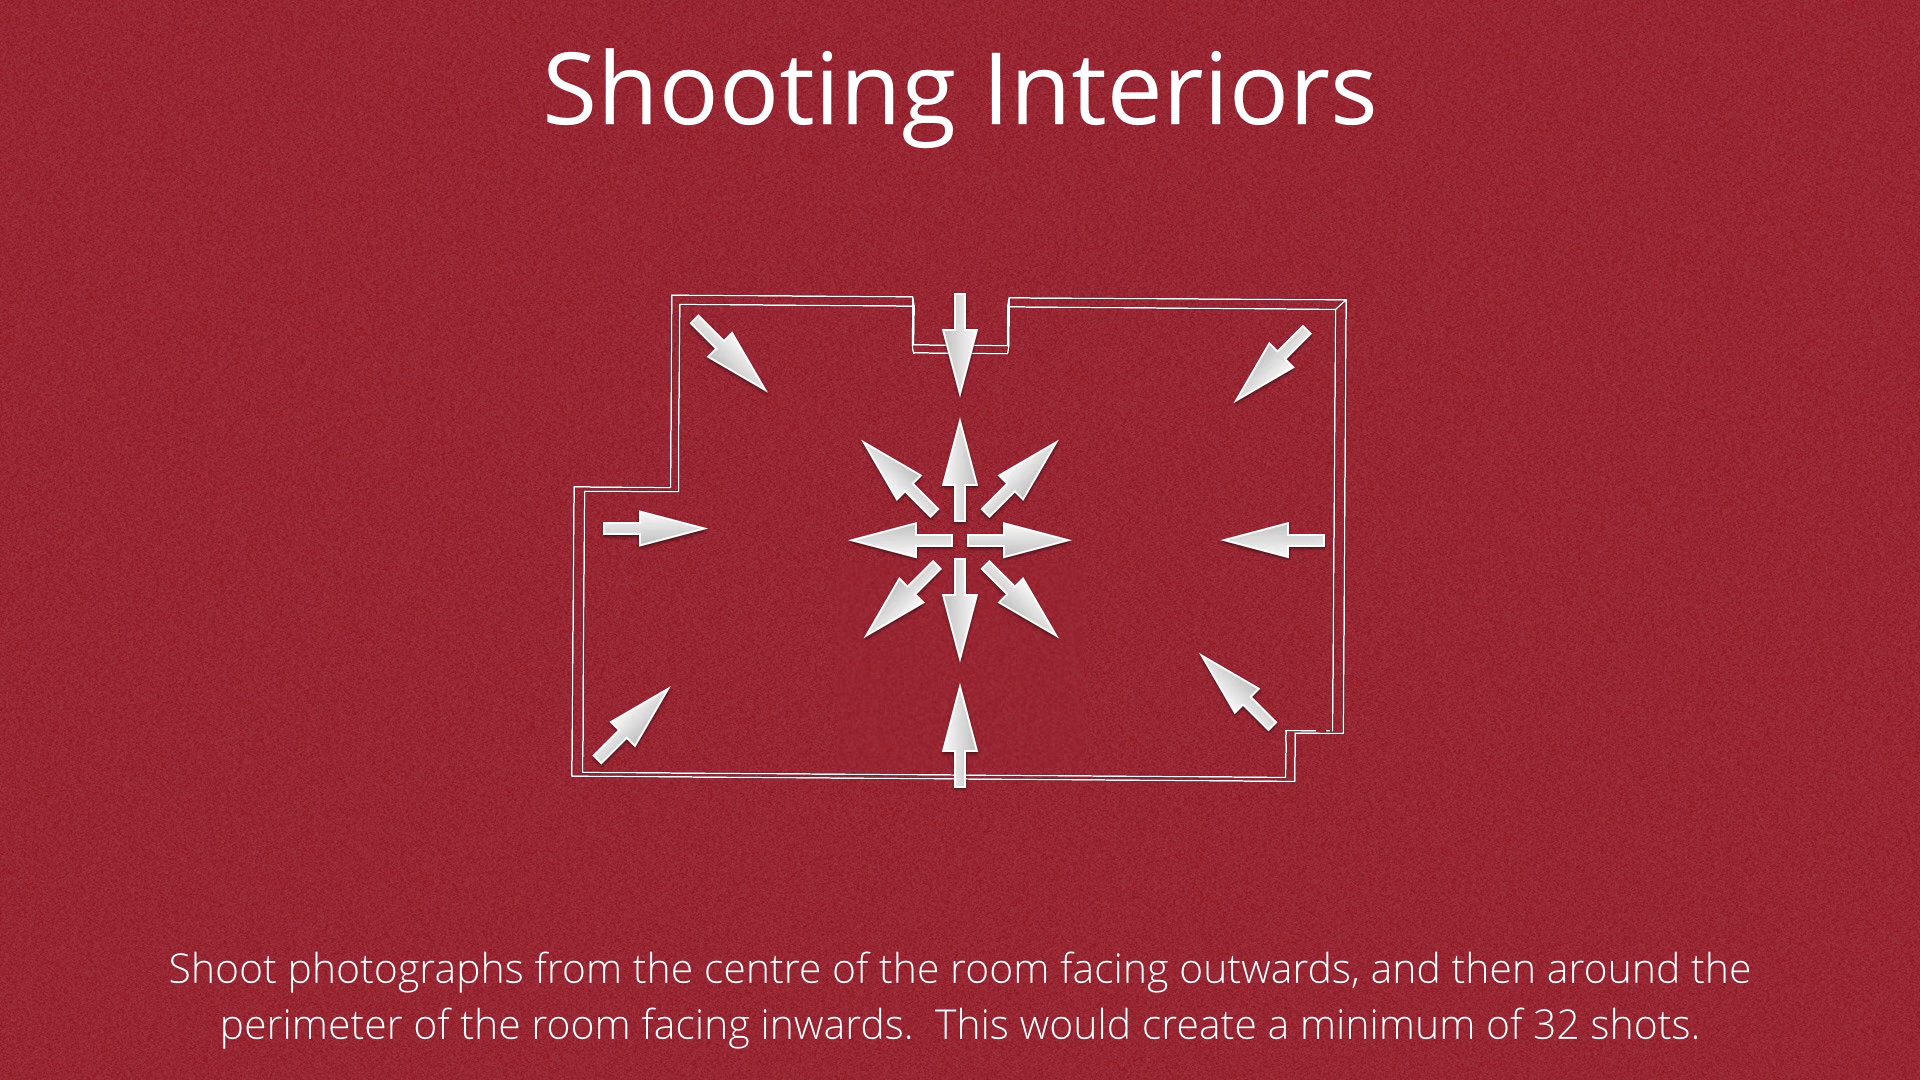 Shooting Interiors
Shoot photographs from the centre of the room facing outwards, and then around the
perimeter of the room facing inwards.  This would create a minimum of 32 shots.